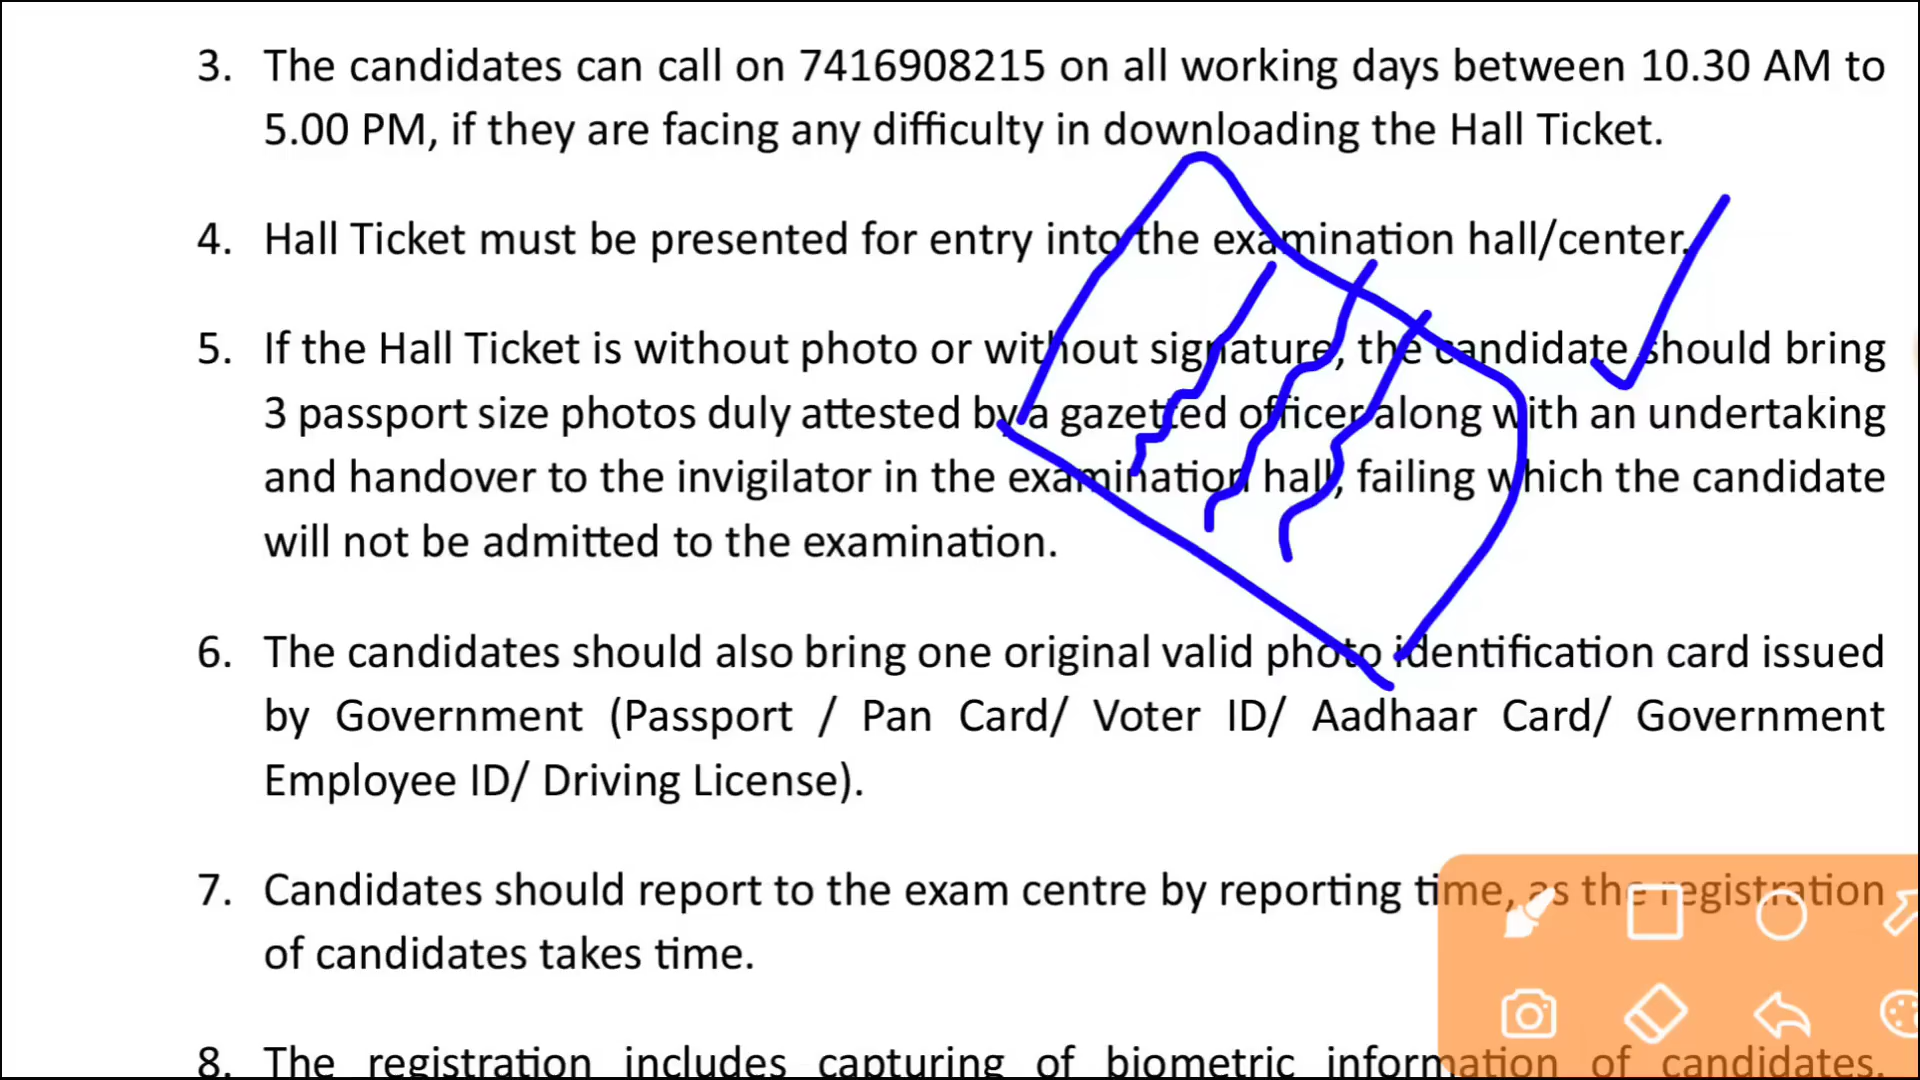 3. The candidates can call on 7416908215 on all working days between 10.30 AM to
5.00 PM, if they are facing any difficulty in downloading the Hall Ticket.
4. Hall Ticket must be presented for entry into the examination hall/center.
5. If the Hall Ticket is without photo or without signature, the candidate should bring
3 passport size photos duly attested by a gazetted officer along with an undertaking
and handover to the invigilator in the examination hall, failing which the candidate
will not be admitted to the examination.
6. The candidates should also bring one original valid photo identification card issued
by Government (Passport / Pan Card/ Voter ID/ Aadhaar Card/ Government
Employee ID/ Driving License).
7. Candidates should report to the exam centre by reporting time, as the registration
of candidates takes time.
8. The registration includes capturing of biometric information of candidates.